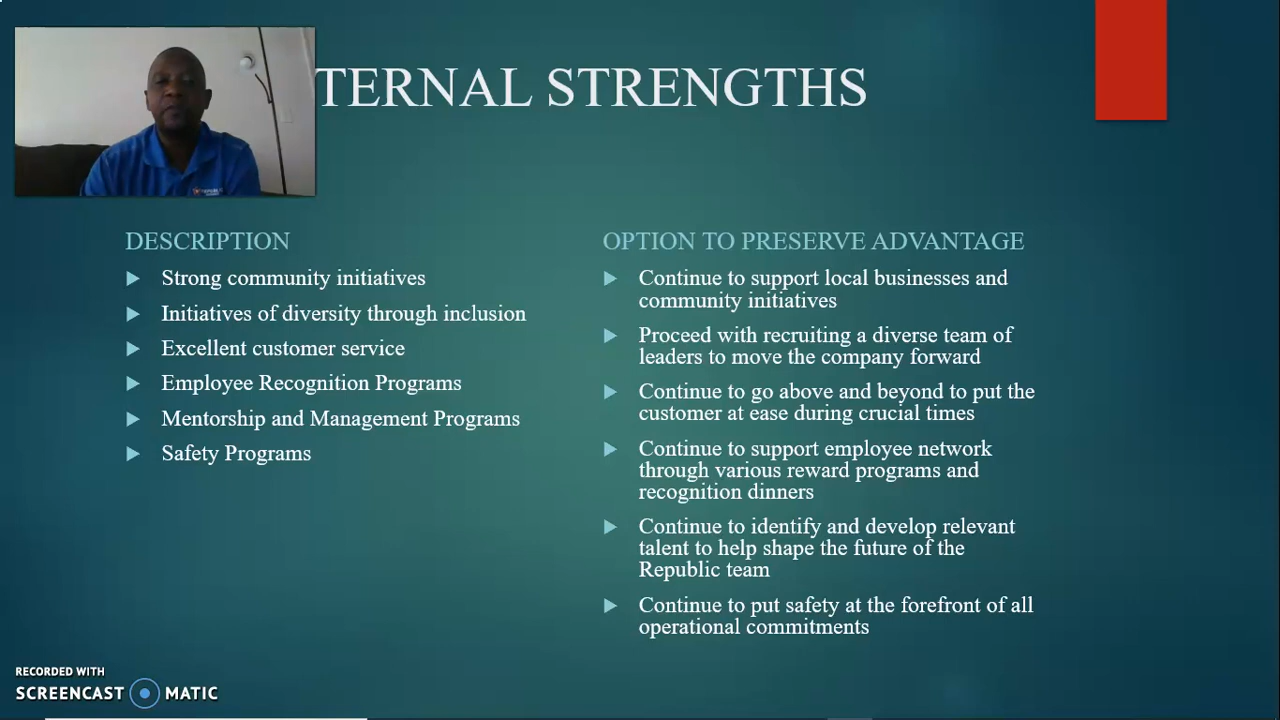 TERNAL STRENGTHS
DESCRIPTION
Strong community initiatives
Initiatives of diversity through inclusion
Excellent customer service
Employee Recognition Programs
Mentorship and Management Programs
Safety Programs
OPTION TO PRESERVE ADVANTAGE
Continue to support local businesses and
community initiatives
Proceed with recruiting a diverse team of
leaders to move the company forward
Continue to go above and beyond to put the
customer at ease during crucial times
Continue to support employee network
through various reward programs and
recognition dinners
Continue to identify and develop relevant
talent to help shape the future of the
Republic team
Continue to put safety at the forefront of all
operational commitments
RECORDED WITH
SCREENCAST MATIC